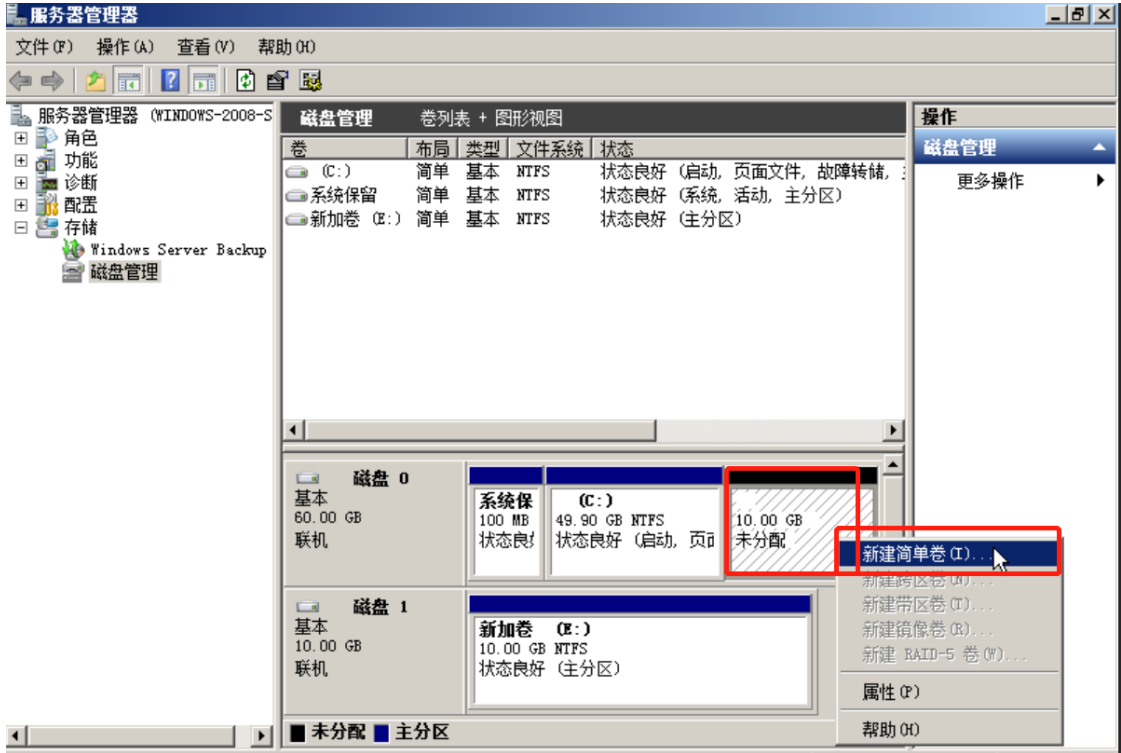 服务器管理器
文件(F) 操作(A) 查看(V) 帮助(H)
服务器管理器 (WINDOWS-2008-S
角色
功能
诊断
配置
存储
Windows Server Backup
磁盘管理
磁盘管理 卷列表 + 图形视图
卷 布局 类型 文件系统 状态
(C:) 简单 基本 NTFS 状态良好 (启动, 页面文件, 故障转储,
系统保留 简单 基本 NTFS 状态良好 (系统, 活动, 主分区)
新加卷 (E:) 简单 基本 NTFS 状态良好 (主分区)
磁盘 0
基本
60.00 GB
联机
系统保
100 MB
状态良
(C:)
49.90 GB NTFS
状态良好 (启动, 页面
10.00 GB
未分配
磁盘 1
基本
10.00 GB
联机
新加卷 (E:)
10.00 GB NTFS
状态良好 (主分区)
未分配 主分区
操作
磁盘管理
更多操作
新建简单卷(I)...
新建跨区卷(N)...
新建带区卷(T)...
新建镜像卷(R)...
新建 RAID-5 卷(W)...
属性(P)
帮助(H)